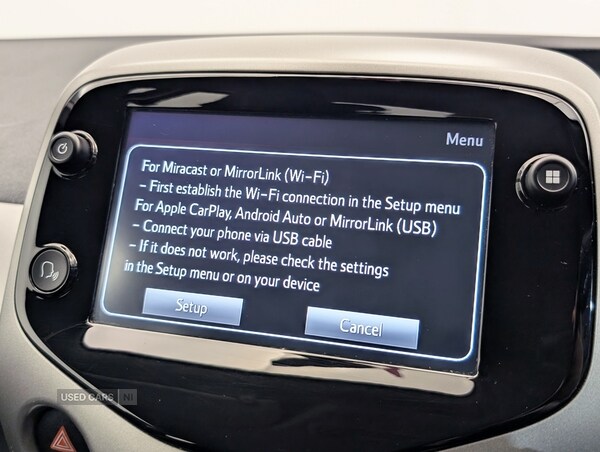 Menu
For Miracast or MirrorLink (Wi-Fi)
- First establish the Wi-Fi connection in the Setup menu
For Apple CarPlay, Android Auto or MirrorLink (USB)
- Connect your phone via USB cable
- If it does not work, please check the settings
in the Setup menu or on your device
Setup
Cancel
USED CARS NI